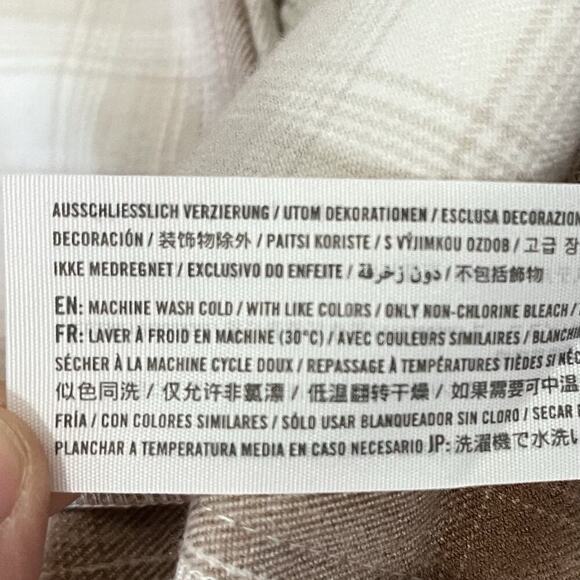 AUSSCHLIESSLICH VERZIERUNG / UTOM DEKORATIONEN / ESCLUSA DECORAZION
DECORACIÓN / 装饰物除外 / PAITSI KORISTE / S VÝJIMKOU OZDOB / 고급 장
IKKE MEDREGNET / EXCLUSIVO DO ENFEITE / دون زخرفة / 不包括飾物
EN: MACHINE WASH COLD / WITH LIKE COLORS / ONLY NON-CHLORINE BLEACH /
FR: LAVER À FROID EN MACHINE (30°C) / AVEC COULEURS SIMILAIRES / BLANCHI
SÉCHER À LA MACHINE CYCLE DOUX / REPASSAGE À TEMPÉRATURES TIÈDES SI NÉC
似色同洗 / 仅允许非氯漂 / 低温翻转干燥 / 如果需要可中温
FRÍA / CON COLORES SIMILARES / SÓLO USAR BLANQUEADOR SIN CLORO / SECAR
PLANCHAR A TEMPERATURA MEDIA EN CASO NECESARIO JP: 洗濯機で水洗い